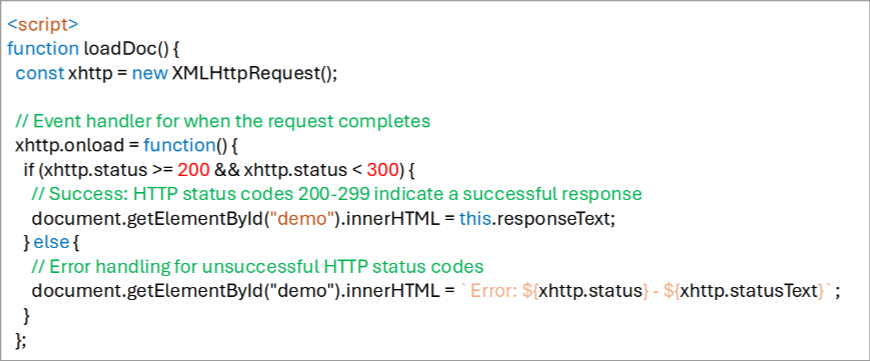 <script>
function loadDoc() {
const xhttp = new XMLHttpRequest();
// Event handler for when the request completes
xhttp.onload = function() {
if (xhttp.status >= 200 && xhttp.status < 300) {
// Success: HTTP status codes 200-299 indicate a successful response
document.getElementById("demo").innerHTML = this.responseText;
} else {
// Error handling for unsuccessful HTTP status codes
document.getElementById("demo").innerHTML = `Error: ${xhttp.status} - ${xhttp.statusText}`;
}
};